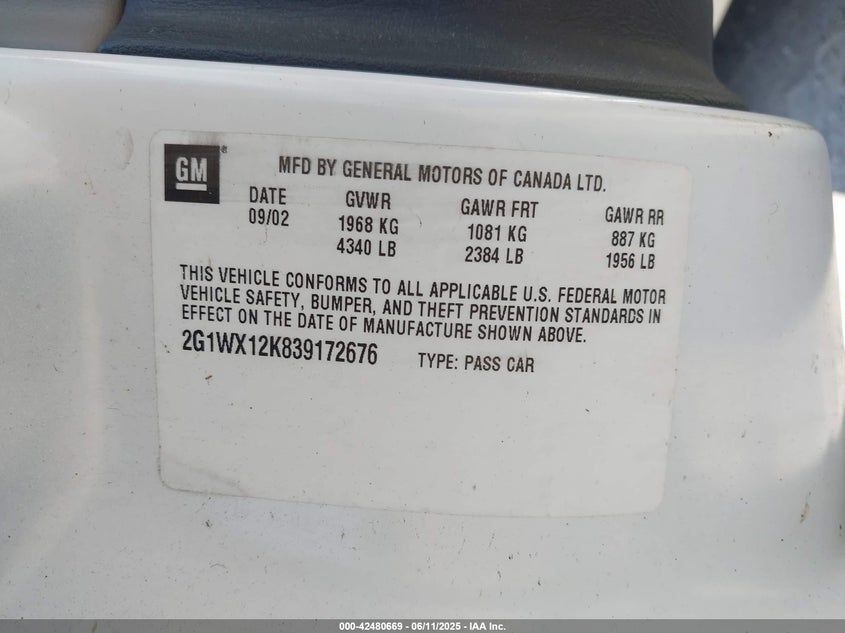 GM
MFD BY GENERAL MOTORS OF CANADA LTD.
DATE GVWR GAWR FRT GAWR RR
09/02 1968 KG 1081 KG 887 KG
4340 LB 2384 LB 1956 LB
THIS VEHICLE CONFORMS TO ALL APPLICABLE U.S. FEDERAL MOTOR
VEHICLE SAFETY, BUMPER, AND THEFT PREVENTION STANDARDS IN
EFFECT ON THE DATE OF MANUFACTURE SHOWN ABOVE.
2G1WX12K839172676 TYPE: PASS CAR
000-42480669 - 06/11/2025 - IAA Inc.